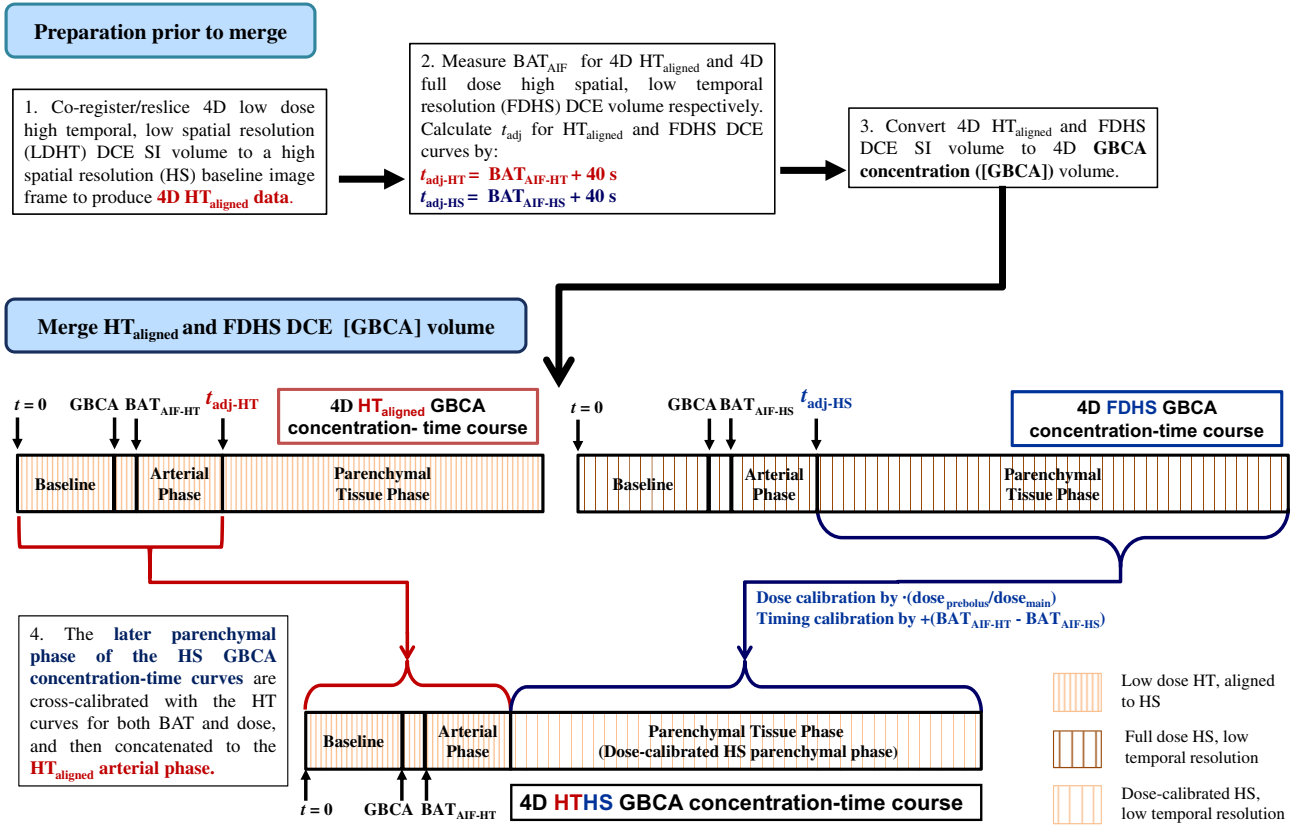 Preparation prior to merge
1. Co-register/reslice 4D low dose
high temporal, low spatial resolution
(LDHT) DCE SI volume to a high
spatial resolution (HS) baseline image
frame to produce 4D HTaligned data.
2. Measure BATAIF for 4D HTaligned and 4D
full dose high spatial, low temporal
resolution (FDHS) DCE volume respectively.
Calculate tadj for HTaligned and FDHS DCE
curves by:
tadj-HT = BATAIF-HT + 40 s
tadj-HS = BATAIF-HS + 40 s
3. Convert 4D HTaligned and FDHS
DCE SI volume to 4D GBCA
concentration ([GBCA]) volume.
Merge HTaligned and FDHS DCE [GBCA] volume
t = 0
GBCA
BATAIF-HT
tadj-HT
4D HTaligned GBCA
concentration- time course
Baseline
Arterial
Phase
Parenchymal
Tissue Phase
t = 0
GBCA
BATAIF-HS
tadj-HS
4D FDHS GBCA
concentration-time course
Baseline
Arterial
Phase
Parenchymal
Tissue Phase
Dose calibration by ·(doseprebolus/dosemain)
Timing calibration by +(BATAIF-HT - BATAIF-HS)
4. The later parenchymal
phase of the HS GBCA
concentration-time curves are
cross-calibrated with the HT
curves for both BAT and dose,
and then concatenated to the
HTaligned arterial phase.
Baseline
Arterial
Phase
Parenchymal Tissue Phase
(Dose-calibrated HS parenchymal phase)
t = 0
GBCA
BATAIF-HT
4D HTHS GBCA concentration-time course
Low dose HT, aligned
to HS
Full dose HS, low
temporal resolution
Dose-calibrated HS,
low temporal resolution